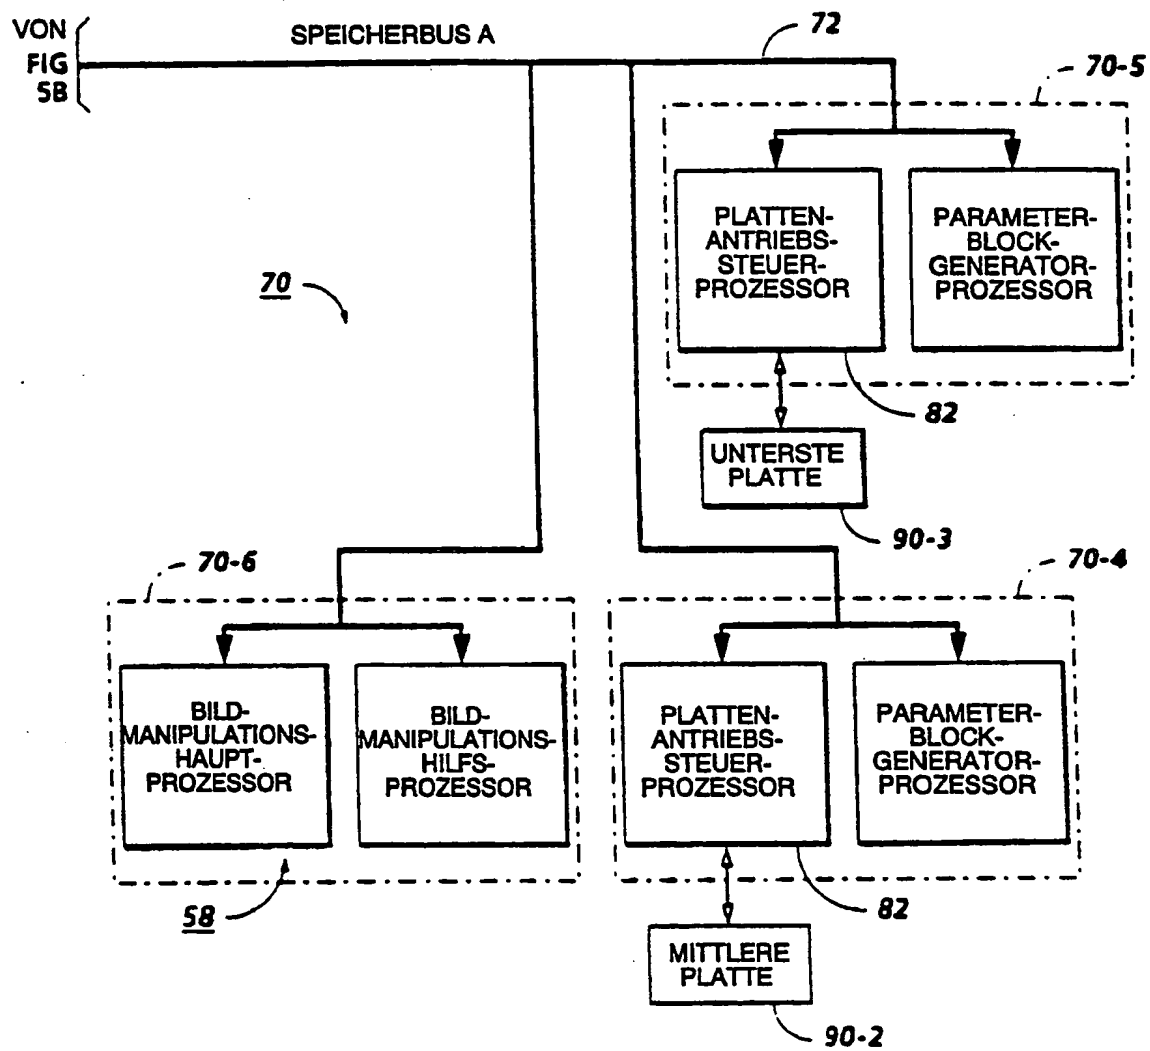 VON
FIG
5B
SPEICHERBUS A
72
70-5
PLATTEN-
ANTRIEBS-
STEUER-
PROZESSOR
PARAMETER-
BLOCK-
GENERATOR-
PROZESSOR
70
82
UNTERSTE
PLATTE
90-3
70-6
70-4
BILD-
MANIPULATIONS-
HAUPT-
PROZESSOR
BILD-
MANIPULATIONS-
HILFS-
PROZESSOR
PLATTEN-
ANTRIEBS-
STEUER-
PROZESSOR
PARAMETER-
BLOCK-
GENERATOR-
PROZESSOR
58
82
MITTLERE
PLATTE
90-2